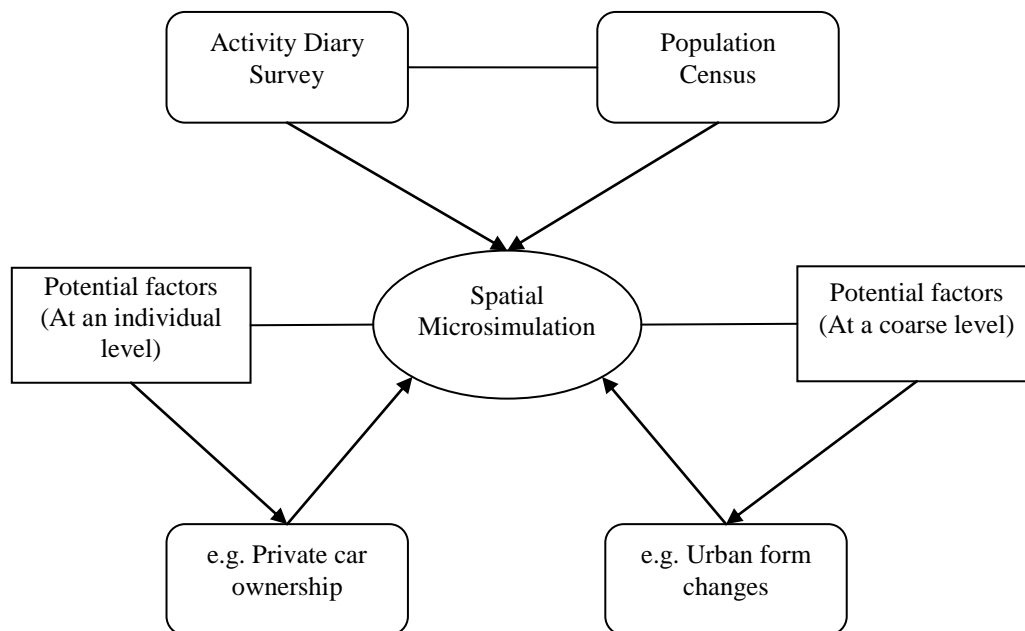 Activity Diary
Survey
Population
Census
Potential factors
(At an individual
level)
Spatial
Microsimulation
Potential factors
(At a coarse level)
e.g. Private car
ownership
e.g. Urban form
changes